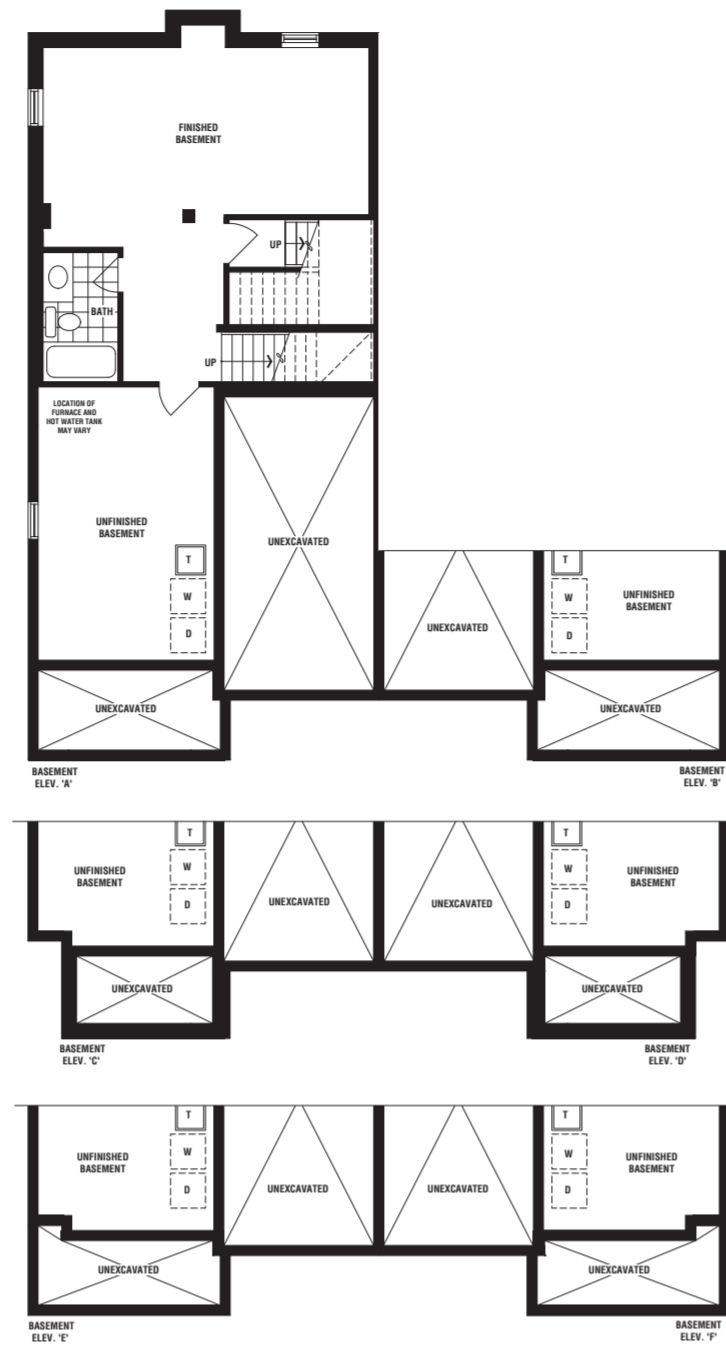 FINISHED
BASEMENT
UP
BATH
UP
LOCATION OF
FURNACE AND
HOT WATER TANK
MAY VARY
UNFINISHED
BASEMENT
UNEXCAVATED
T
W
D
T
W
D
UNFINISHED
BASEMENT
UNEXCAVATED
UNEXCAVATED
UNEXCAVATED
BASEMENT
ELEV. 'A'
BASEMENT
ELEV. 'B'
UNFINISHED
BASEMENT
T
W
D
UNEXCAVATED
UNEXCAVATED
T
W
D
UNFINISHED
BASEMENT
UNEXCAVATED
UNEXCAVATED
BASEMENT
ELEV. 'C'
BASEMENT
ELEV. 'D'
UNFINISHED
BASEMENT
T
W
D
UNEXCAVATED
UNEXCAVATED
T
W
D
UNFINISHED
BASEMENT
UNEXCAVATED
UNEXCAVATED
BASEMENT
ELEV. 'E'
BASEMENT
ELEV. 'F'